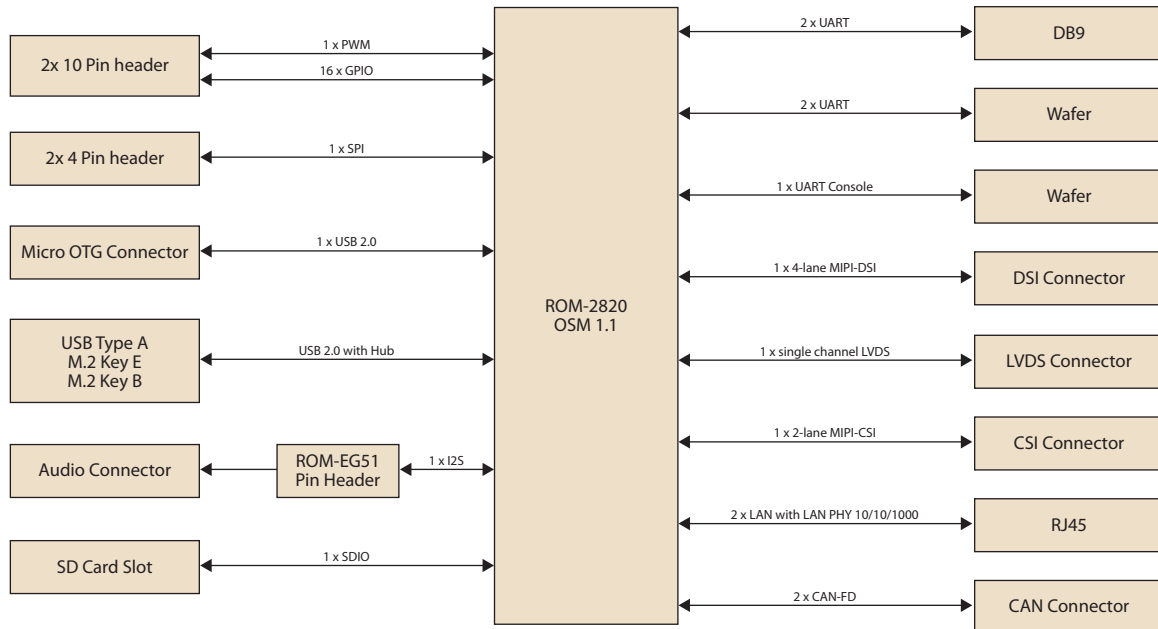 2x 10 Pin header
1 x PWM
16 x GPIO
2x 4 Pin header
1 x SPI
Micro OTG Connector
1 x USB 2.0
USB Type A
M.2 Key E
M.2 Key B
USB 2.0 with Hub
Audio Connector
ROM-EG51
Pin Header
1 x I2S
SD Card Slot
1 x SDIO
ROM-2820
OSM 1.1
2 x UART
DB9
2 x UART
Wafer
1 x UART Console
Wafer
1 x 4-lane MIPI-DSI
DSI Connector
1 x single channel LVDS
LVDS Connector
1 x 2-lane MIPI-CSI
CSI Connector
2 x LAN with LAN PHY 10/10/1000
RJ45
2 x CAN-FD
CAN Connector